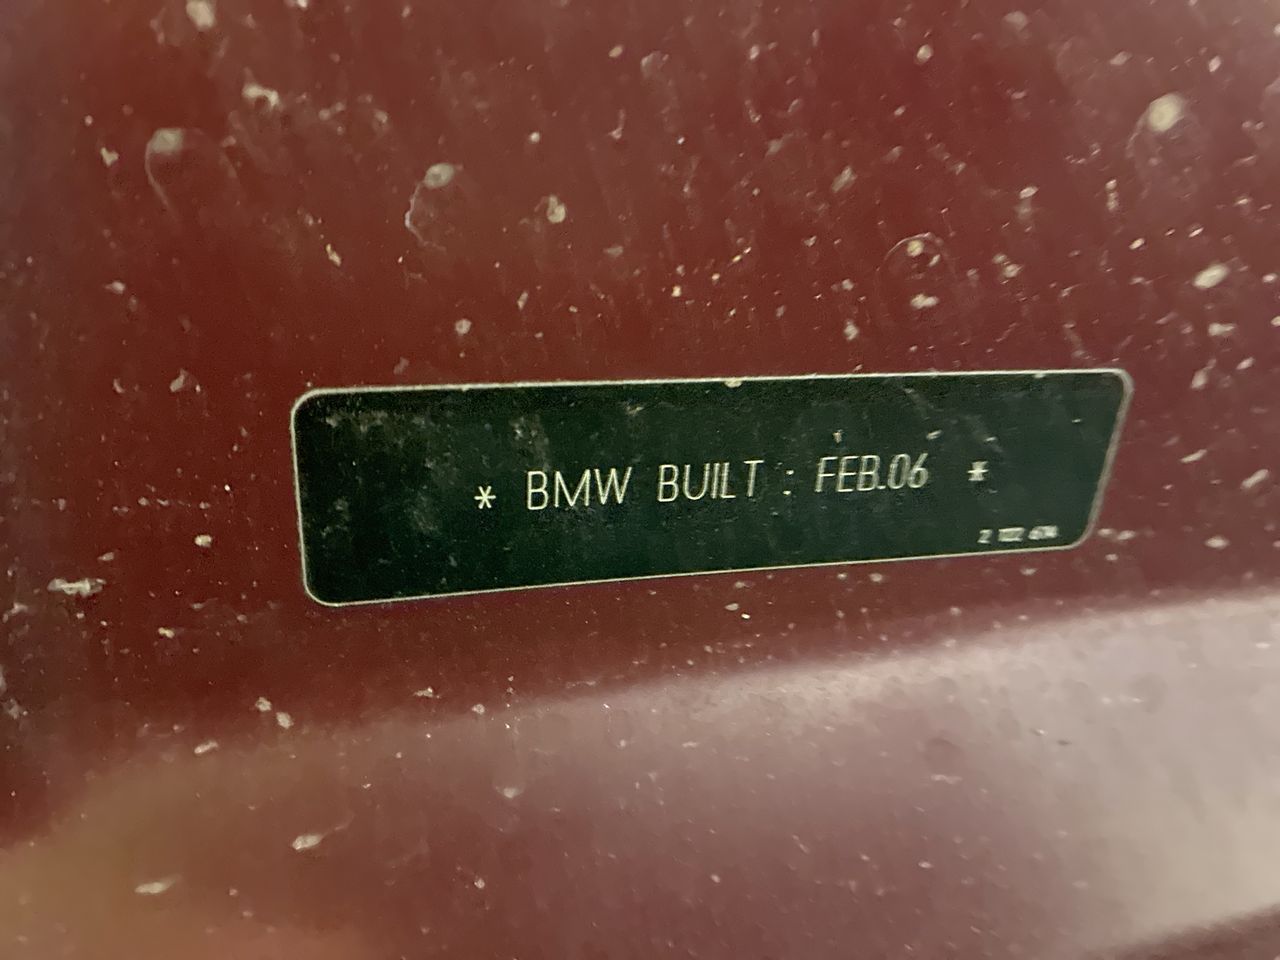 * BMW BUILT : FEB.06 *